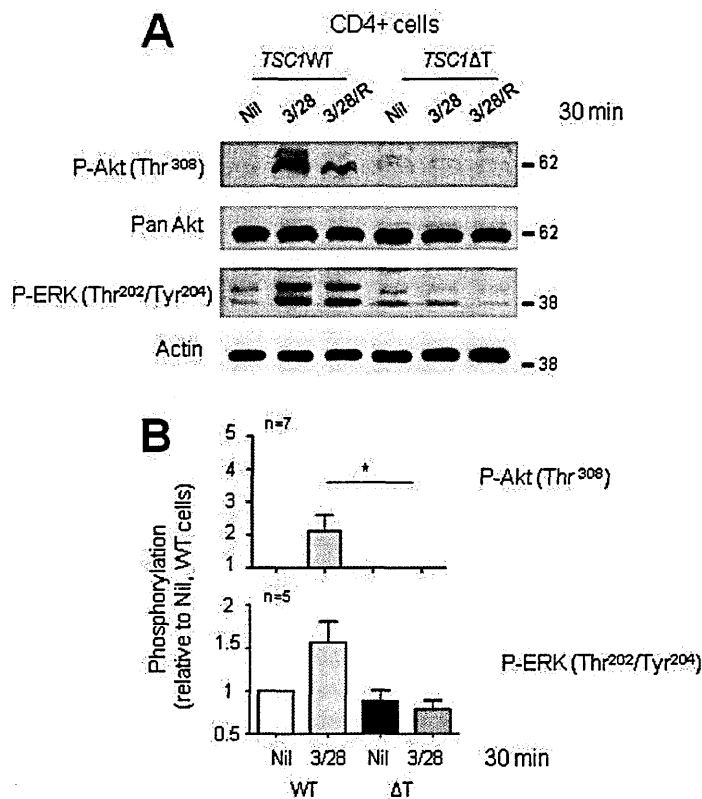 A
CD4+ cells
TSC1WT TSC1ΔT
Nil 3/28 3/28/R Nil 3/28 3/28/R 30 min
P-Akt (Thr308) 62
Pan Akt 62
P-ERK (Thr202/Tyr204) 38
Actin 38
B
Phosphorylation
(relative to Nil, WT cells)
n=7
5
4
3
2
1
*
P-Akt (Thr308)
n=5
2
1.5
1
0.5
P-ERK (Thr202/Tyr204)
Nil 3/28 Nil 3/28 30 min
WT ΔT